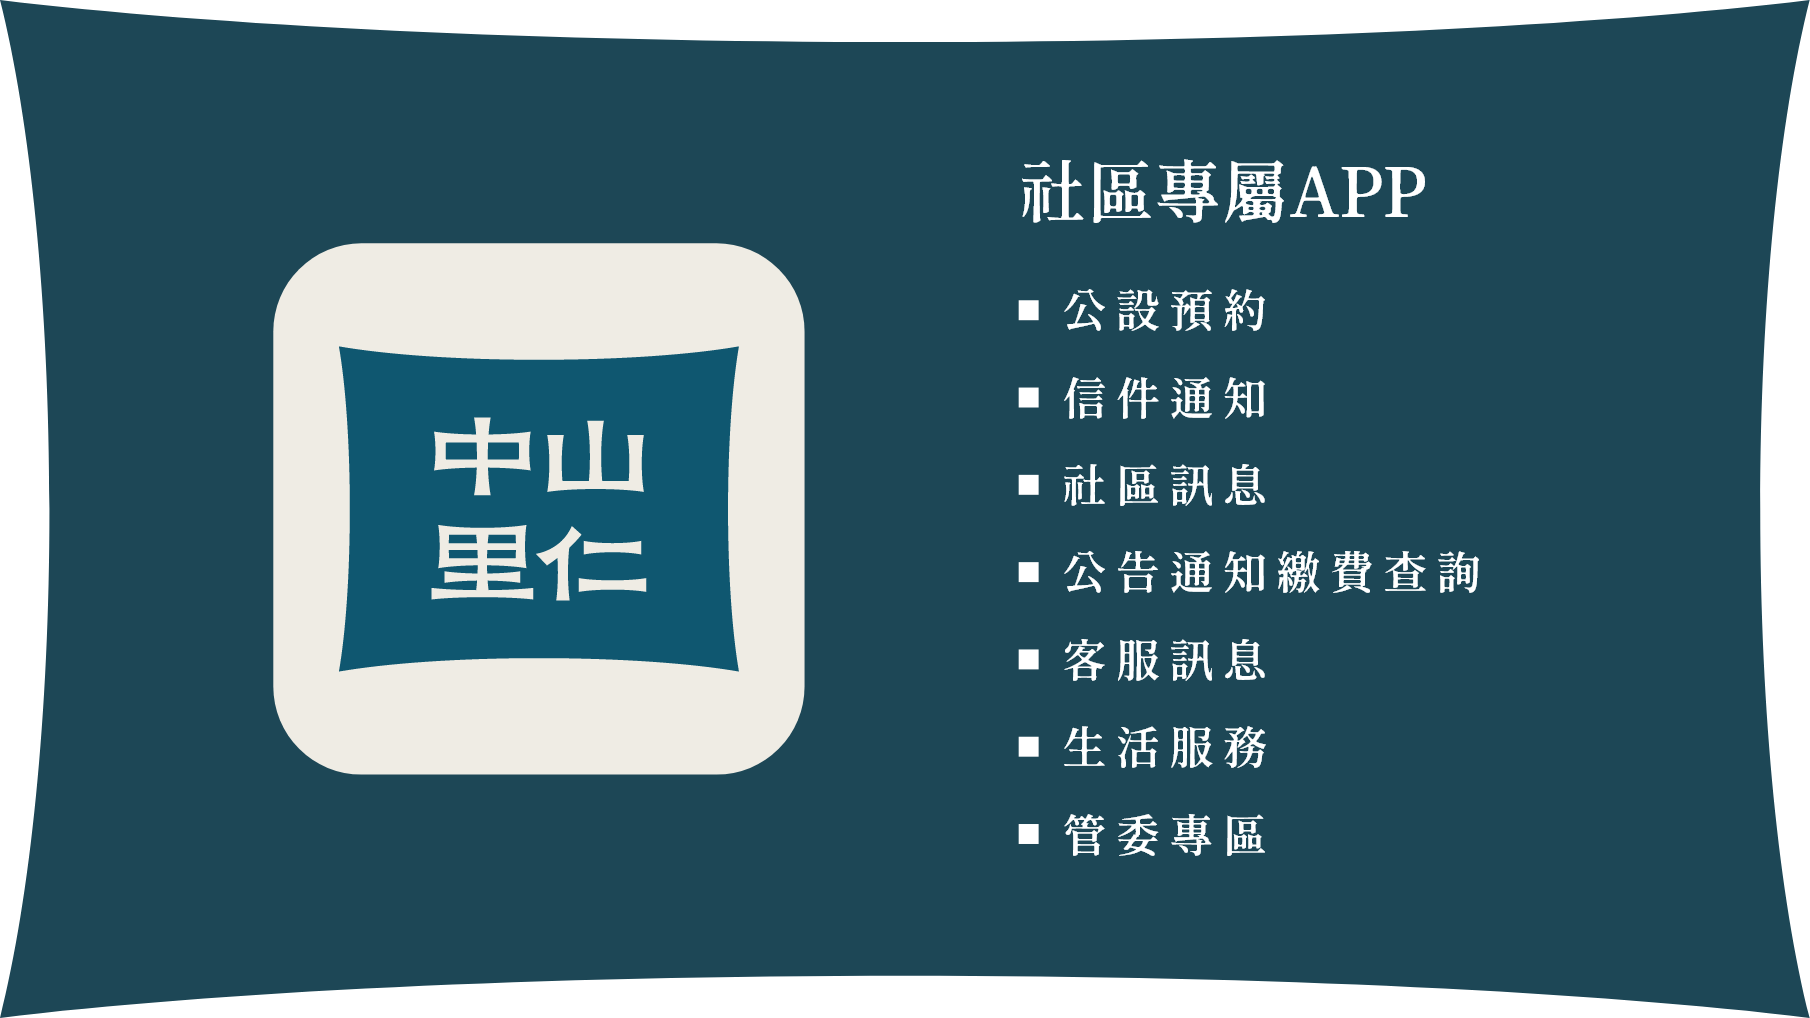 中山
里仁
社區專屬APP
■ 公設預約
■ 信件通知
■ 社區訊息
■ 公告通知繳費查詢
■ 客服訊息
■ 生活服務
■ 管委專區